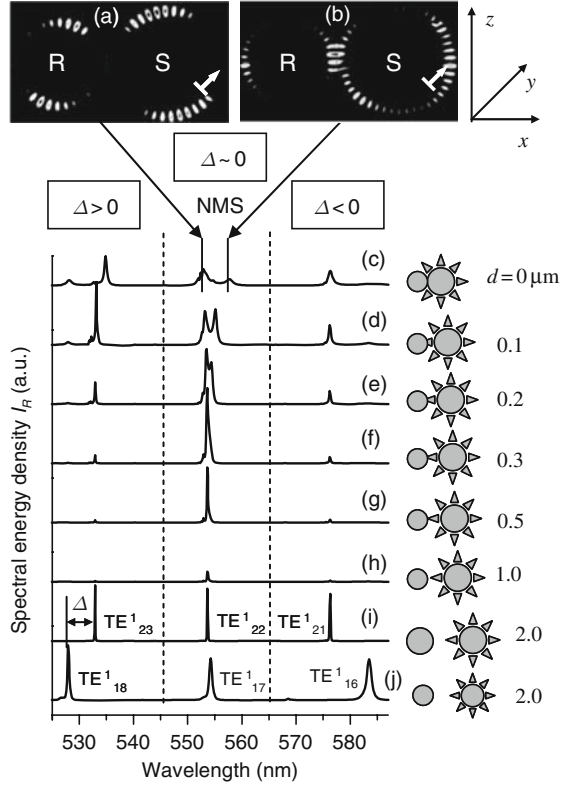 (a)
(b)
R
S
R
S
z
y
x
Δ ~ 0
Δ > 0
NMS
Δ < 0
(c)
d = 0 μm
(d)
0.1
(e)
0.2
(f)
0.3
(g)
0.5
(h)
1.0
Δ
TE¹₂₃
TE¹₂₂
TE¹₂₁
(i)
2.0
TE¹₁₈
TE¹₁₇
TE¹₁₆
(j)
2.0
Spectral energy density I_R (a.u.)
530
540
550
560
570
580
Wavelength (nm)